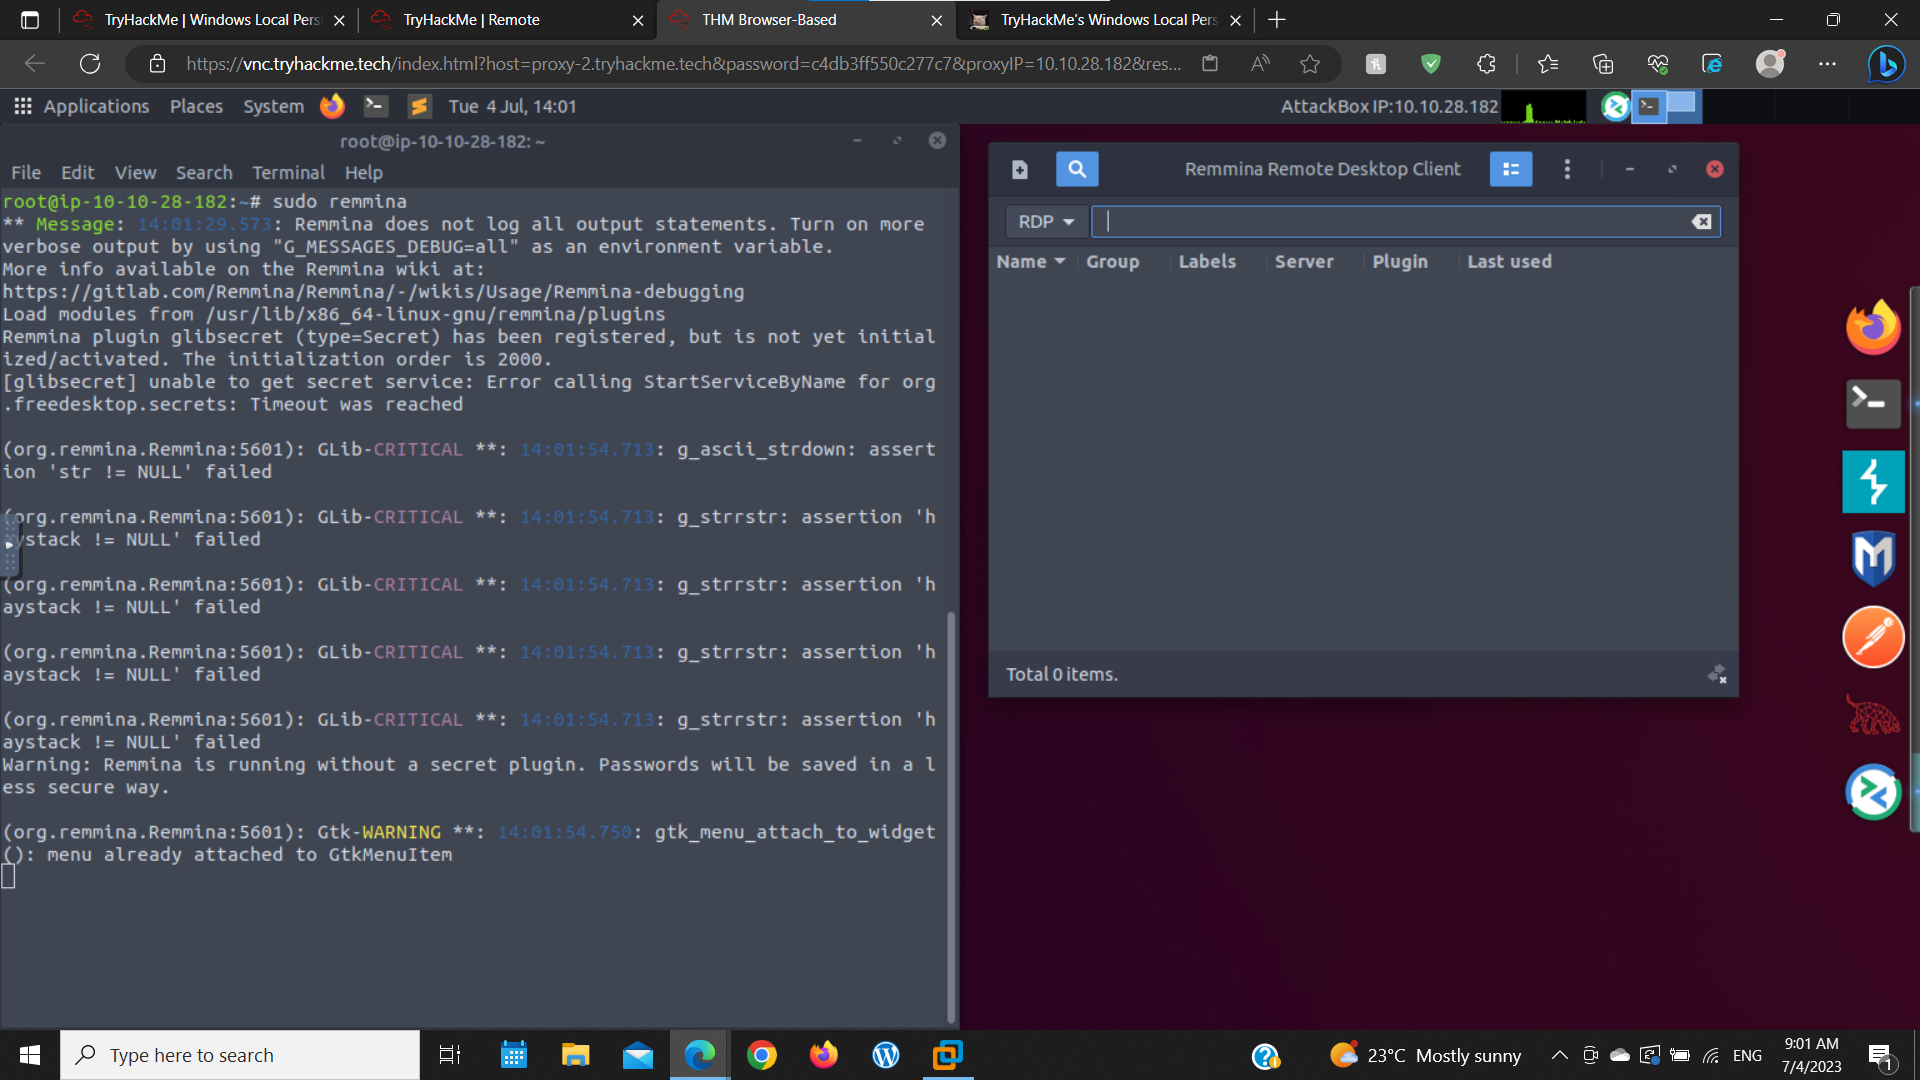 TryHackMe | Windows Local Pers
TryHackMe | Remote
THM Browser-Based
TryHackMe's Windows Local Pers
https://vnc.tryhackme.tech/index.html?host=proxy-2.tryhackme.tech&password=c4db3ff550c277c7&proxyIP=10.10.28.182&res...
Applications Places System Tue 4 Jul, 14:01
AttackBox IP:10.10.28.182
root@ip-10-10-28-182: ~
File Edit View Search Terminal Help
root@ip-10-10-28-182:~# sudo remmina
** Message: 14:01:29.573: Remmina does not log all output statements. Turn on more
verbose output by using "G_MESSAGES_DEBUG=all" as an environment variable.
More info available on the Remmina wiki at:
https://gitlab.com/Remmina/Remmina/-/wikis/Usage/Remmina-debugging
Load modules from /usr/lib/x86_64-linux-gnu/remmina/plugins
Remmina plugin glibsecret (type=Secret) has been registered, but is not yet initial
ized/activated. The initialization order is 2000.
[glibsecret] unable to get secret service: Error calling StartServiceByName for org
.freedesktop.secrets: Timeout was reached
(org.remmina.Remmina:5601): GLib-CRITICAL **: 14:01:54.713: g_ascii_strdown: assert
ion 'str != NULL' failed
(org.remmina.Remmina:5601): GLib-CRITICAL **: 14:01:54.713: g_strrstr: assertion 'h
ystack != NULL' failed
(org.remmina.Remmina:5601): GLib-CRITICAL **: 14:01:54.713: g_strrstr: assertion 'h
aystack != NULL' failed
(org.remmina.Remmina:5601): GLib-CRITICAL **: 14:01:54.713: g_strrstr: assertion 'h
aystack != NULL' failed
(org.remmina.Remmina:5601): GLib-CRITICAL **: 14:01:54.713: g_strrstr: assertion 'h
aystack != NULL' failed
Warning: Remmina is running without a secret plugin. Passwords will be saved in a l
ess secure way.
(org.remmina.Remmina:5601): Gtk-WARNING **: 14:01:54.750: gtk_menu_attach_to_widget
(): menu already attached to GtkMenuItem
Remmina Remote Desktop Client
RDP
Name Group Labels Server Plugin Last used
Total 0 items.
Type here to search
23°C Mostly sunny
ENG
9:01 AM
7/4/2023
1